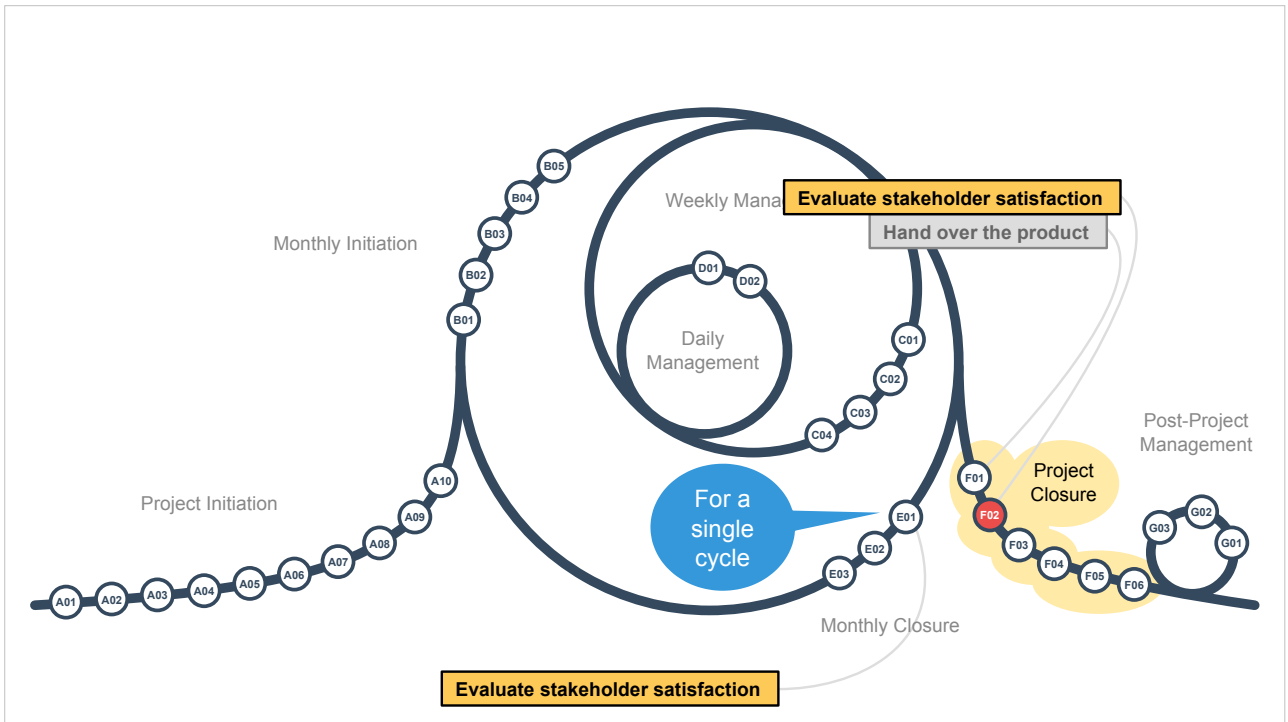 B05
B04
Weekly Mana
Evaluate stakeholder satisfaction
Hand over the product
Monthly Initiation
B03
B02
D01
D02
B01
Daily
Management
C01
C02
C03
C04
Post-Project
Management
A10
F01
Project
Closure
Project Initiation
For a
single
cycle
A09
E01
F02
G02
G03
G01
A08
E02
F03
A07
F04
A06
E03
F05
A05
F06
A04
A03
A02
A01
Monthly Closure
Evaluate stakeholder satisfaction